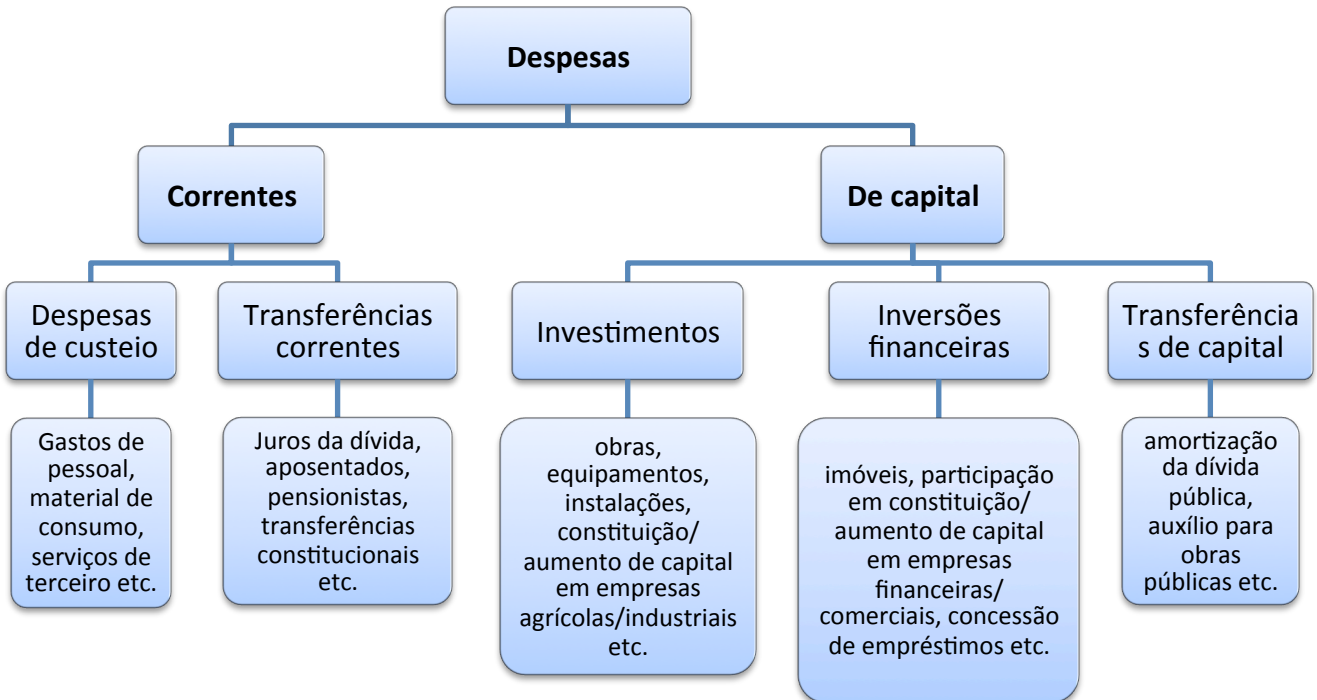 Despesas
Correntes
De capital
Despesas
de custeio
Transferências
correntes
Investimentos
Inversões
financeiras
Transferência
s de capital
Gastos de
pessoal,
material de
consumo,
serviços de
terceiro etc.
Juros da dívida,
aposentados,
pensionistas,
transferências
constitucionais
etc.
obras,
equipamentos,
instalações,
constituição/
aumento de capital
em empresas
agrícolas/industriais
etc.
imóveis, participação
em constituição/
aumento de capital
em empresas
financeiras/
comerciais, concessão
de empréstimos etc.
amortização
da dívida
pública,
auxílio para
obras
públicas etc.